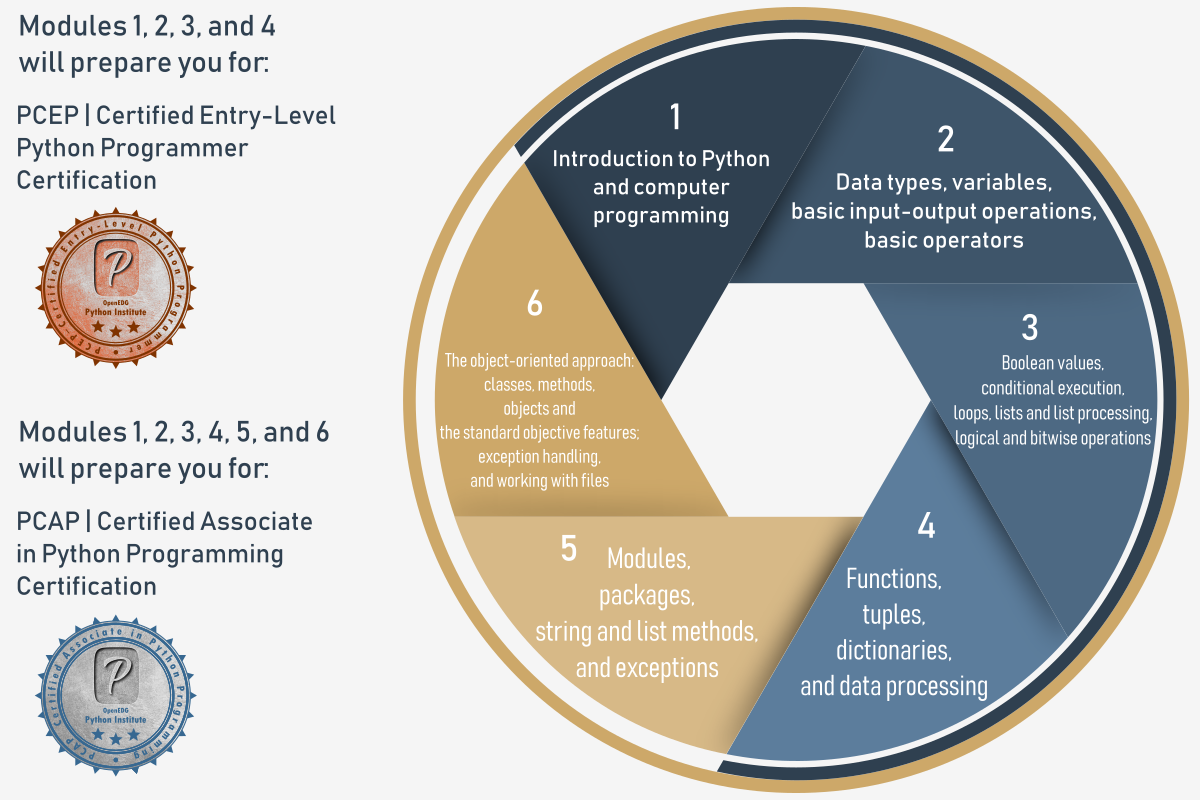 Modules 1, 2, 3, and 4
will prepare you for:
PCEP | Certified Entry-Level
Python Programmer
Certification
PCEP-Certified Entry-Level Python Programmer
P
OpenEDG
Python Institute
Modules 1, 2, 3, 4, 5, and 6
will prepare you for:
PCAP | Certified Associate
in Python Programming
Certification
PCAP Certified Associate in Python Programming
P
OpenEDG
Python Institute
1
Introduction to Python
and computer
programming
2
Data types, variables,
basic input-output operations,
basic operators
3
Boolean values,
conditional execution,
loops, lists and list processing,
logical and bitwise operations
4
Functions,
tuples,
dictionaries,
and data processing
5
Modules,
packages,
string and list methods,
and exceptions
6
The object-oriented approach:
classes, methods,
objects and
the standard objective features;
exception handling,
and working with files